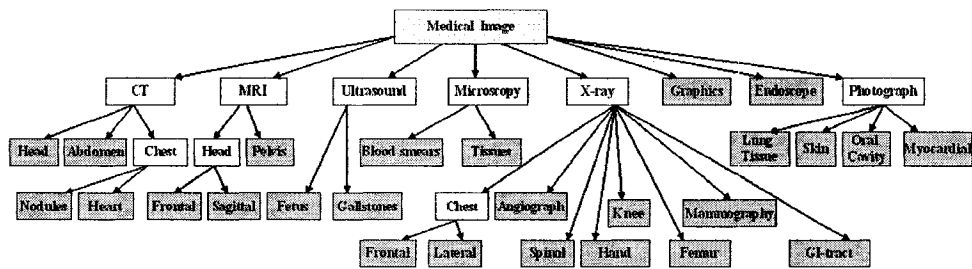 Medical Image
CT MRI Ultrasound Microscopy X-ray Graphics Endoscope Photograph
Head Abdomen Chest Head Pelvis Blood smears Tissues Lung Tissue Skin Oral Cavity Myocardial
Nodules Heart Frontal Sagittal Fetus Gallstones Chest Angiograph Knee Mammography
Frontal Lateral Spinal Hand Femur GI-tract